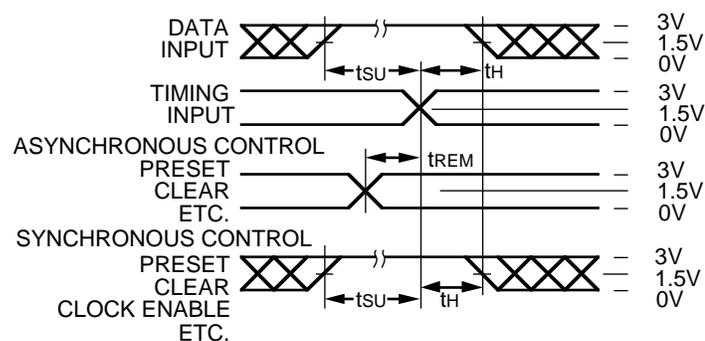 DATA
INPUT
tSU
tH
3V
1.5V
0V
TIMING
INPUT
3V
1.5V
0V
ASYNCHRONOUS CONTROL
PRESET
CLEAR
ETC.
tREM
3V
1.5V
0V
SYNCHRONOUS CONTROL
PRESET
CLEAR
CLOCK ENABLE
ETC.
tSU
tH
3V
1.5V
0V